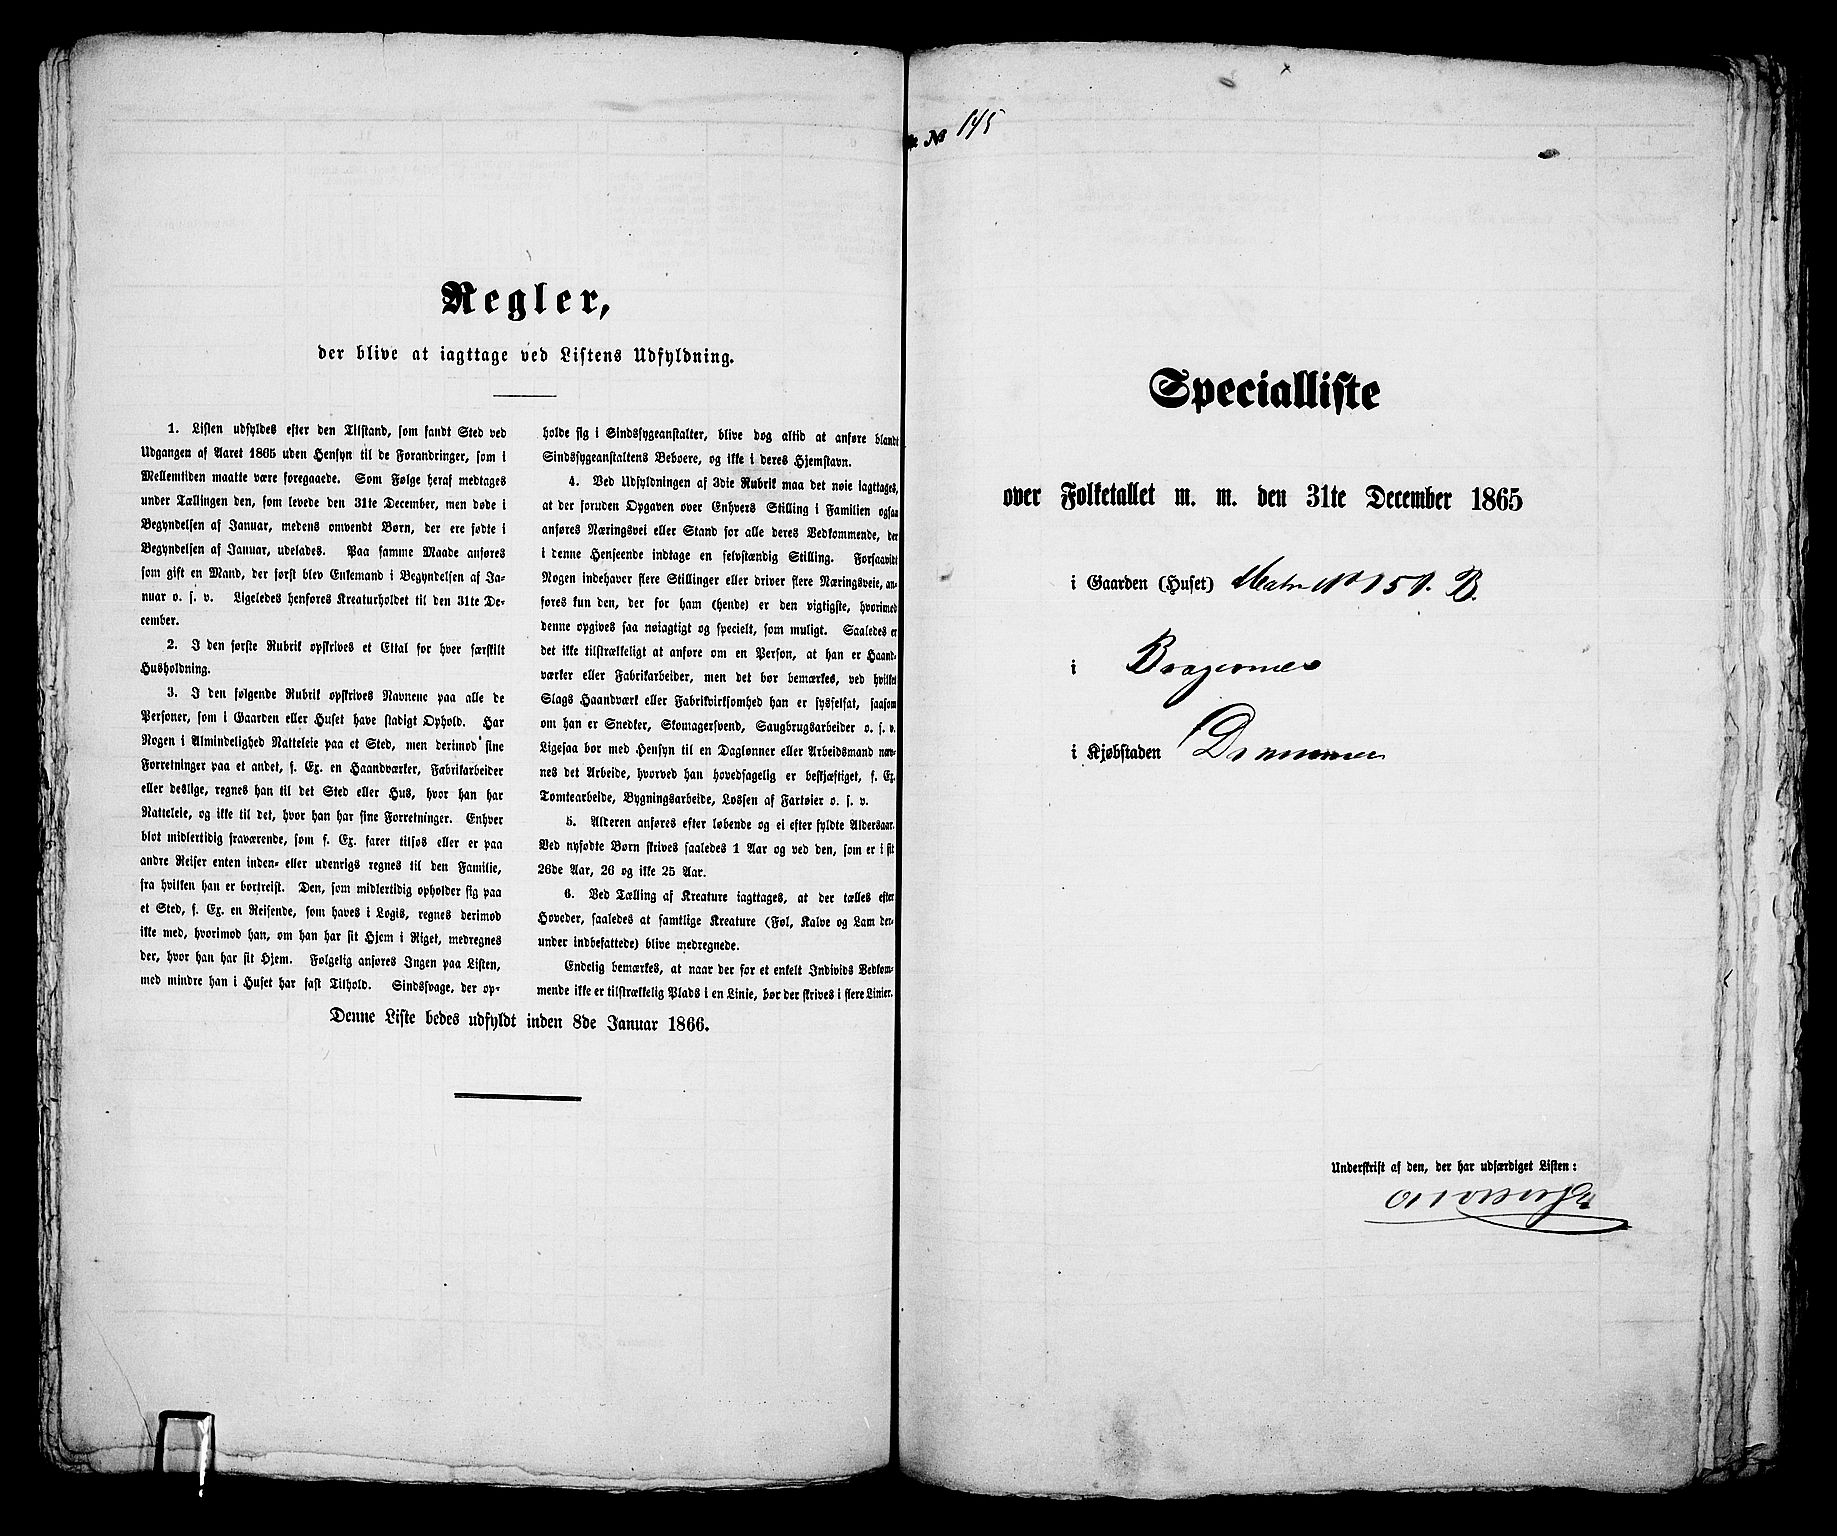 Regler,
der blive at iagttage ved Listens Udfyldning.
1. Listen udfyldes efter den Tilstand, som fandt Sted ved
Udgangen af Aaret 1865 uden Hensyn til de Forandringer, som i
Mellemtiden maatte være foregaaede. Som Følge heraf medtages
under Tællingen den, som levede den 31te December, men døde i
Begyndelsen af Januar, medens omvendt Børn, der ere fødte i
Begyndelsen af Januar, udelades. Paa samme Maade anføres
som gift en Mand, der først blev Enkemand i Begyndelsen af Ja-
nuar o. s. v. Ligeledes henføres Kreaturholdet til den 31te De-
cember.
2. I den første Rubrik opskrives et Ettal for hver særskilt
Husholdning.
3. I den følgende Rubrik opskrives Navnene paa alle de
Personer, som i Gaarden eller Huset have stadigt Ophold. Har
Nogen i Almindelighed Natteleie paa et Sted, men derimod sine
Forretninger paa et andet, s. Ex. en Haandværker, Fabrikarbeider
eller deslige, regnes han til det Sted eller Hus, hvor han har
Natteleie, og ikke til det, hvor han har sine Forretninger. Enhver
blot midlertidig fraværende, som s. Ex. farer tilsøs eller er paa
andre Reiser enten inden- eller udenrigs regnes til den Familie,
fra hvilken han er bortreist. Den, som midlertidig opholder sig paa
et Sted, s. Ex. en Reisende, som haves i Logis, regnes derimod
ikke med, hvorimod han, om han har sit Hjem i Riget, medregnes
der, hvor han har sit Hjem. Følgelig anføres Ingen paa Listen,
med mindre han i Huset har fast Tilhold. Sindssvage, der op-
holde sig i Sindssygeanstalter, blive dog altid at anføre blandt
Sindssygeanstaltens Beboere, og ikke i deres Hjemstavn.
4. Ved Udfyldningen af 3die Rubrik maa det nøie iagttages,
at der foruden Opgaven over Enhvers Stilling i Familien ogsaa
anføres Næringsvei eller Stand for alle deres Vedkommende, der
i denne Henseende indtage en selvstændig Stilling. Forsaavidt
Nogen indehaver flere Stillinger eller driver flere Næringsveie, an-
føres kun den, der for ham (hende) er den vigtigste, hvorimod
denne opgives saa nøiagtigt og specielt, som muligt. Saaledes er
det ikke tilstrækkeligt at anføre om en Person, at han er Haand-
værker eller Fabrikarbeider, men det bør bemærkes, ved hvilket
Slags Haandværk eller Fabrikvirksomhed han er sysselsat, saasom
om han er Snedker, Skomagersvend, Saugbrugsarbeider o. s. v.
Ligesaa bør med Hensyn til en Dagløner eller Arbeidsmand næv-
nes det Arbeide, hvorved han hovedsagelig er beskjæftiget, s. Ex.
Tomtearbeide, Bygningsarbeide, Lossen af Fartøier o. s. v.
5. Alderen anføres efter løbende og ei efter fyldte Aldersaar.
Ved nyfødte Børn skrives saaledes 1 Aar og ved den, som er i sit
26de Aar, 26 og ikke 25 Aar.
6. Ved Tælling af Kreature iagttages, at der tælles efter
Hoveder, saaledes at samtlige Kreature (Føl, Kalve og Lam der-
under indbefattede) blive medregnede.
Endelig bemærkes, at naar der for et enkelt Individs Vedkom-
mende ikke er tilstrækkelig Plads i en Linie, bør der skrives i flere Linier.
Denne Liste bedes udfyldt inden 8de Januar 1866.
№ 145
Specialliste
over Folketallet m. m. den 31te December 1865
i Gaarden (Huset) Matr No 151. B.
i Bragernes
i Kjøbstaden Drammen
Underskrift af den, der har udfærdiget Listen: